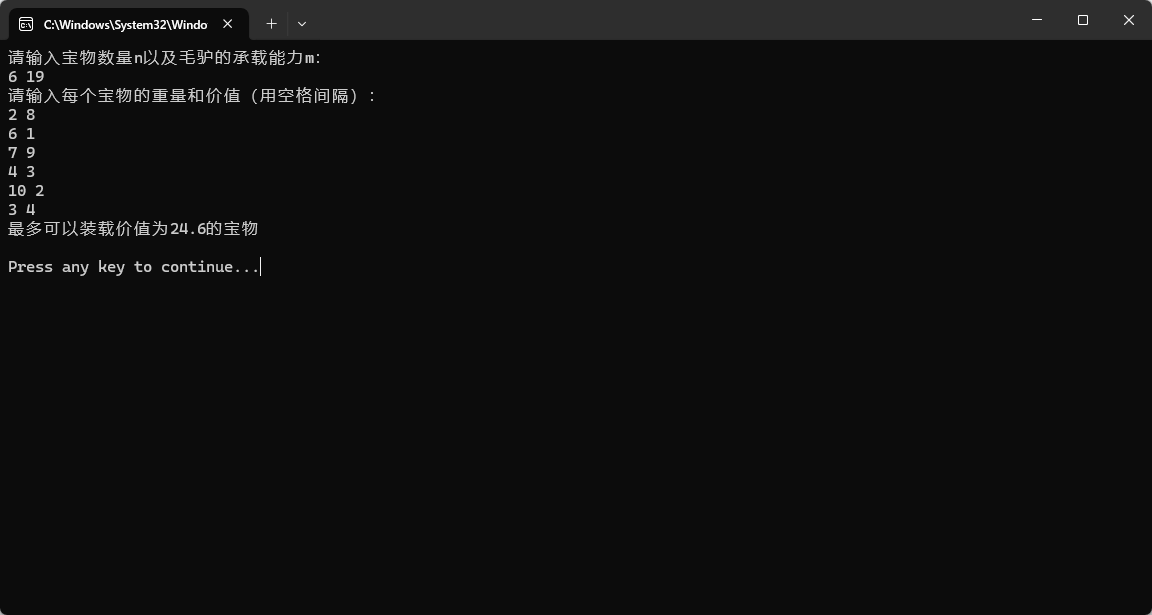 C:\Windows\System32\Windo
请输入宝物数量n以及毛驴的承载能力m:
6 19
请输入每个宝物的重量和价值（用空格间隔）:
2 8
6 1
7 9
4 3
10 2
3 4
最多可以装载价值为24.6的宝物
Press any key to continue...